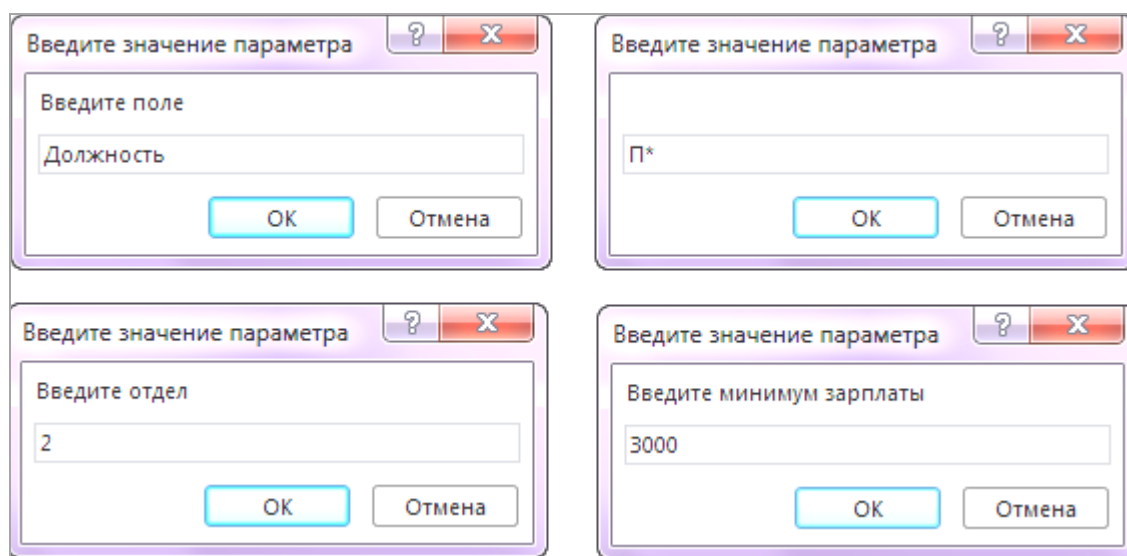 Введите значение параметра
Введите поле
Должность
ОК
Отмена
Введите значение параметра
П*
ОК
Отмена
Введите значение параметра
Введите отдел
2
ОК
Отмена
Введите значение параметра
Введите минимум зарплаты
3000
ОК
Отмена